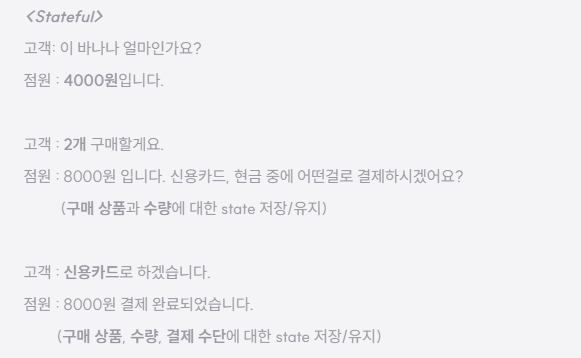 <Stateful>
고객: 이 바나나 얼마인가요?
점원 : 4000원입니다.
고객 : 2개 구매할게요.
점원 : 8000원 입니다. 신용카드, 현금 중에 어떤걸로 결제하시겠어요?
(구매 상품과 수량에 대한 state 저장/유지)
고객 : 신용카드로 하겠습니다.
점원 : 8000원 결제 완료되었습니다.
(구매 상품, 수량, 결제 수단에 대한 state 저장/유지)